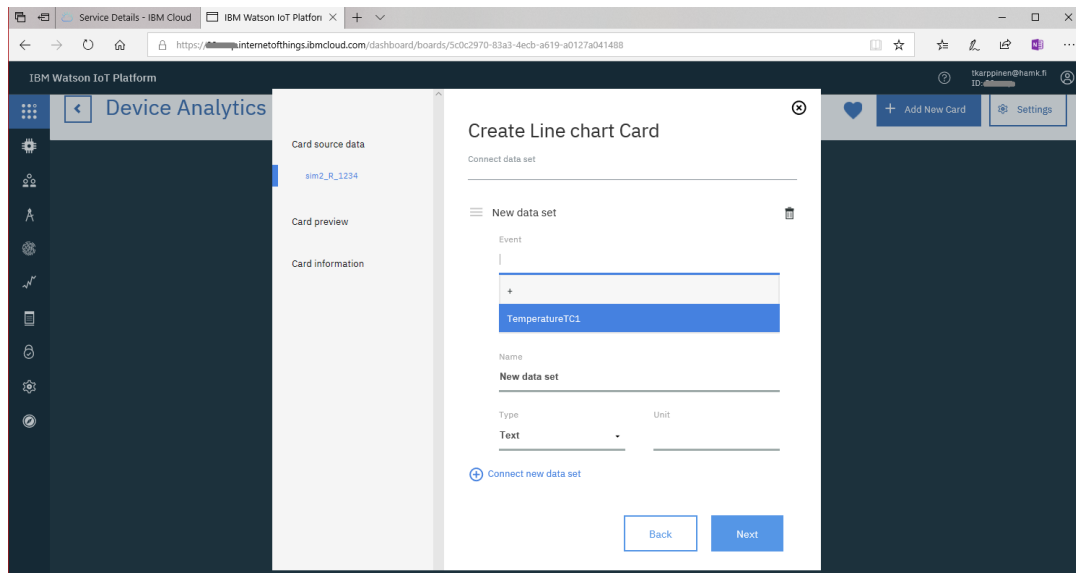 Service Details - IBM Cloud
IBM Watson IoT Platforr
https:// .internetofthings.ibmcloud.com/dashboard/boards/5c0c2970-83a3-4ecb-a619-a0127a041488
IBM Watson IoT Platform
tkarppinen@hamk.fi
ID:
Device Analytics
+ Add New Card
Settings
Create Line chart Card
Connect data set
Card source data
sim2_R_1234
Card preview
Card information
New data set
Event
+
TemperatureTC1
Name
New data set
Type Unit
Text
Connect new data set
Back Next